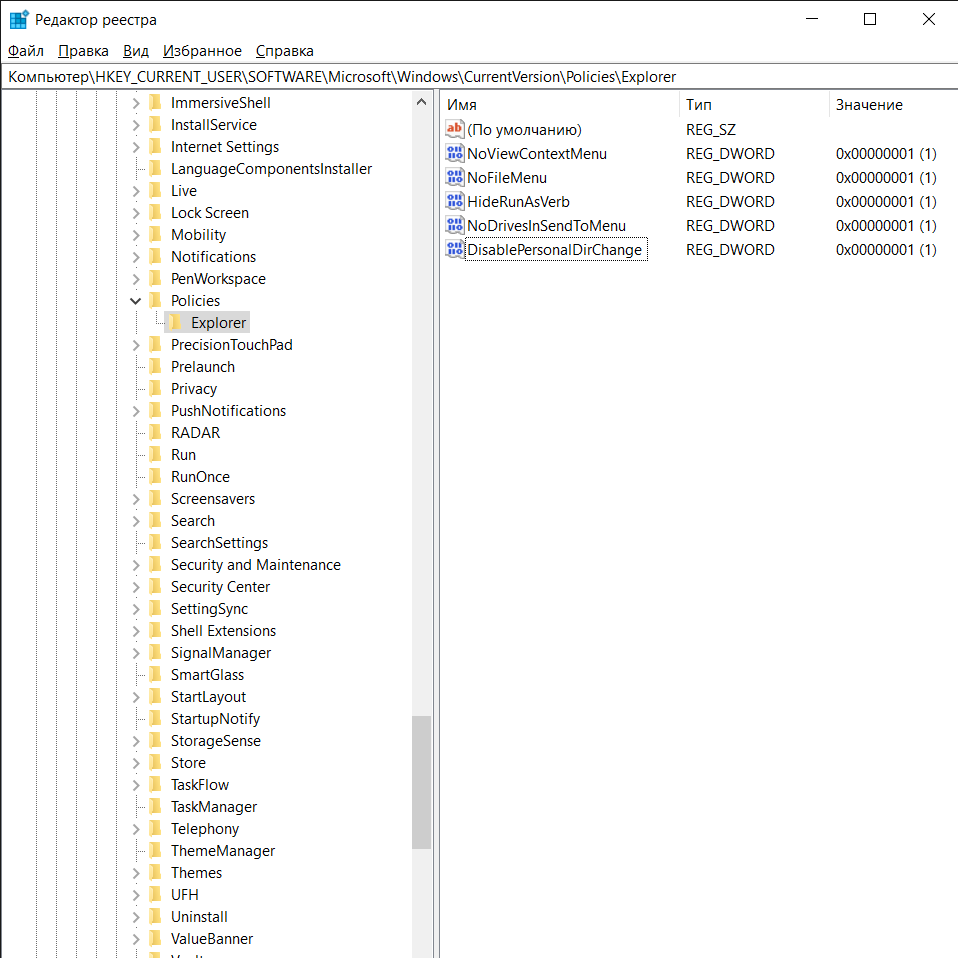 Редактор реестра
Файл Правка Вид Избранное Справка
Компьютер\HKEY_CURRENT_USER\SOFTWARE\Microsoft\Windows\CurrentVersion\Policies\Explorer
ImmersiveShell
InstallService
Internet Settings
LanguageComponentsInstaller
Live
Lock Screen
Mobility
Notifications
PenWorkspace
Policies
Explorer
PrecisionTouchPad
Prelaunch
Privacy
PushNotifications
RADAR
Run
RunOnce
Screensavers
Search
SearchSettings
Security and Maintenance
Security Center
SettingSync
Shell Extensions
SignalManager
SmartGlass
StartLayout
StartupNotify
StorageSense
Store
TaskFlow
TaskManager
Telephony
ThemeManager
Themes
UFH
Uninstall
ValueBanner
Имя Тип Значение
(По умолчанию) REG_SZ
NoViewContextMenu REG_DWORD 0x00000001 (1)
NoFileMenu REG_DWORD 0x00000001 (1)
HideRunAsVerb REG_DWORD 0x00000001 (1)
NoDrivesInSendToMenu REG_DWORD 0x00000001 (1)
DisablePersonalDirChange REG_DWORD 0x00000001 (1)